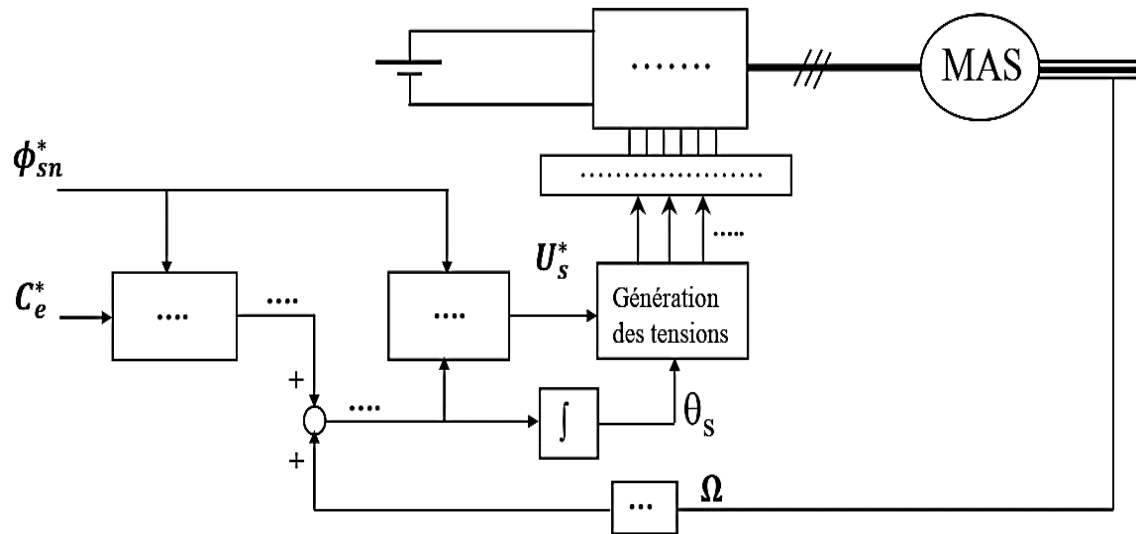 .......
MAS
ϕ*sn
....................
.....
U*s
C*e
....
....
....
Génération
des tensions
+
....
∫
θs
+
...
Ω